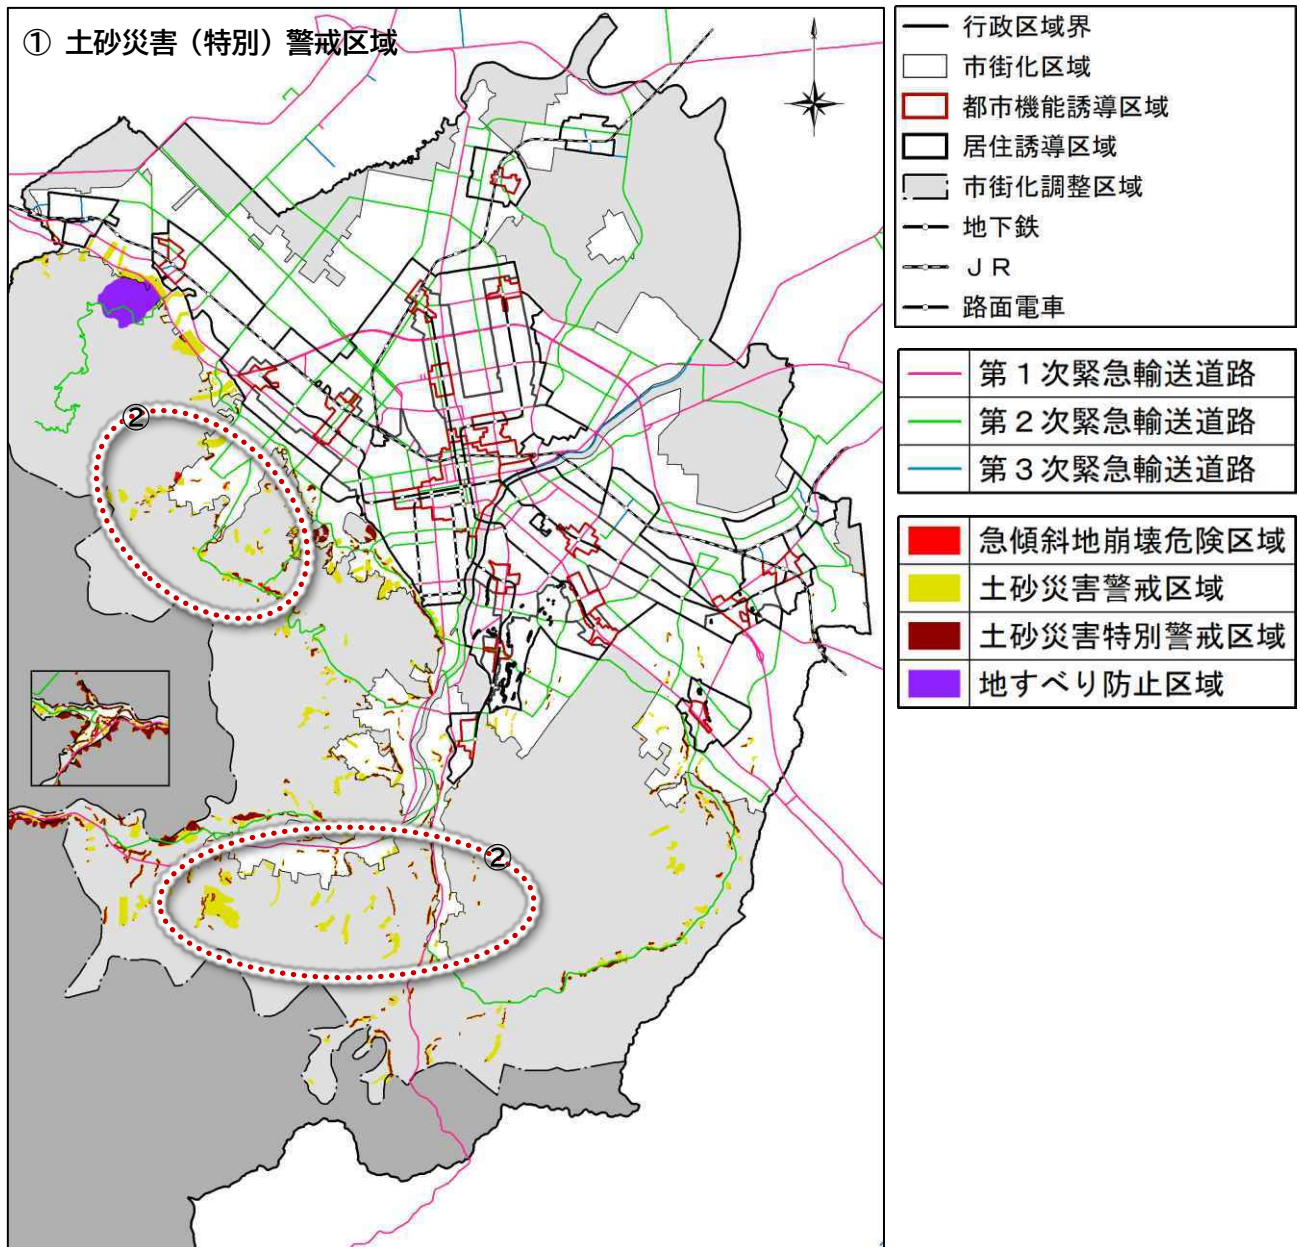 ① 土砂災害（特別）警戒区域
②
②
行政区域界
市街化区域
都市機能誘導区域
居住誘導区域
市街化調整区域
地下鉄
ＪＲ
路面電車
第１次緊急輸送道路
第２次緊急輸送道路
第３次緊急輸送道路
急傾斜地崩壊危険区域
土砂災害警戒区域
土砂災害特別警戒区域
地すべり防止区域